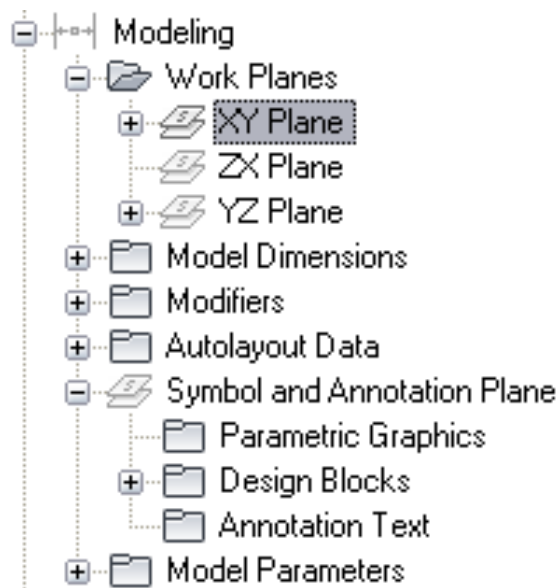 Modeling
Work Planes
XY Plane
ZX Plane
YZ Plane
Model Dimensions
Modifiers
Autolayout Data
Symbol and Annotation Plane
Parametric Graphics
Design Blocks
Annotation Text
Model Parameters